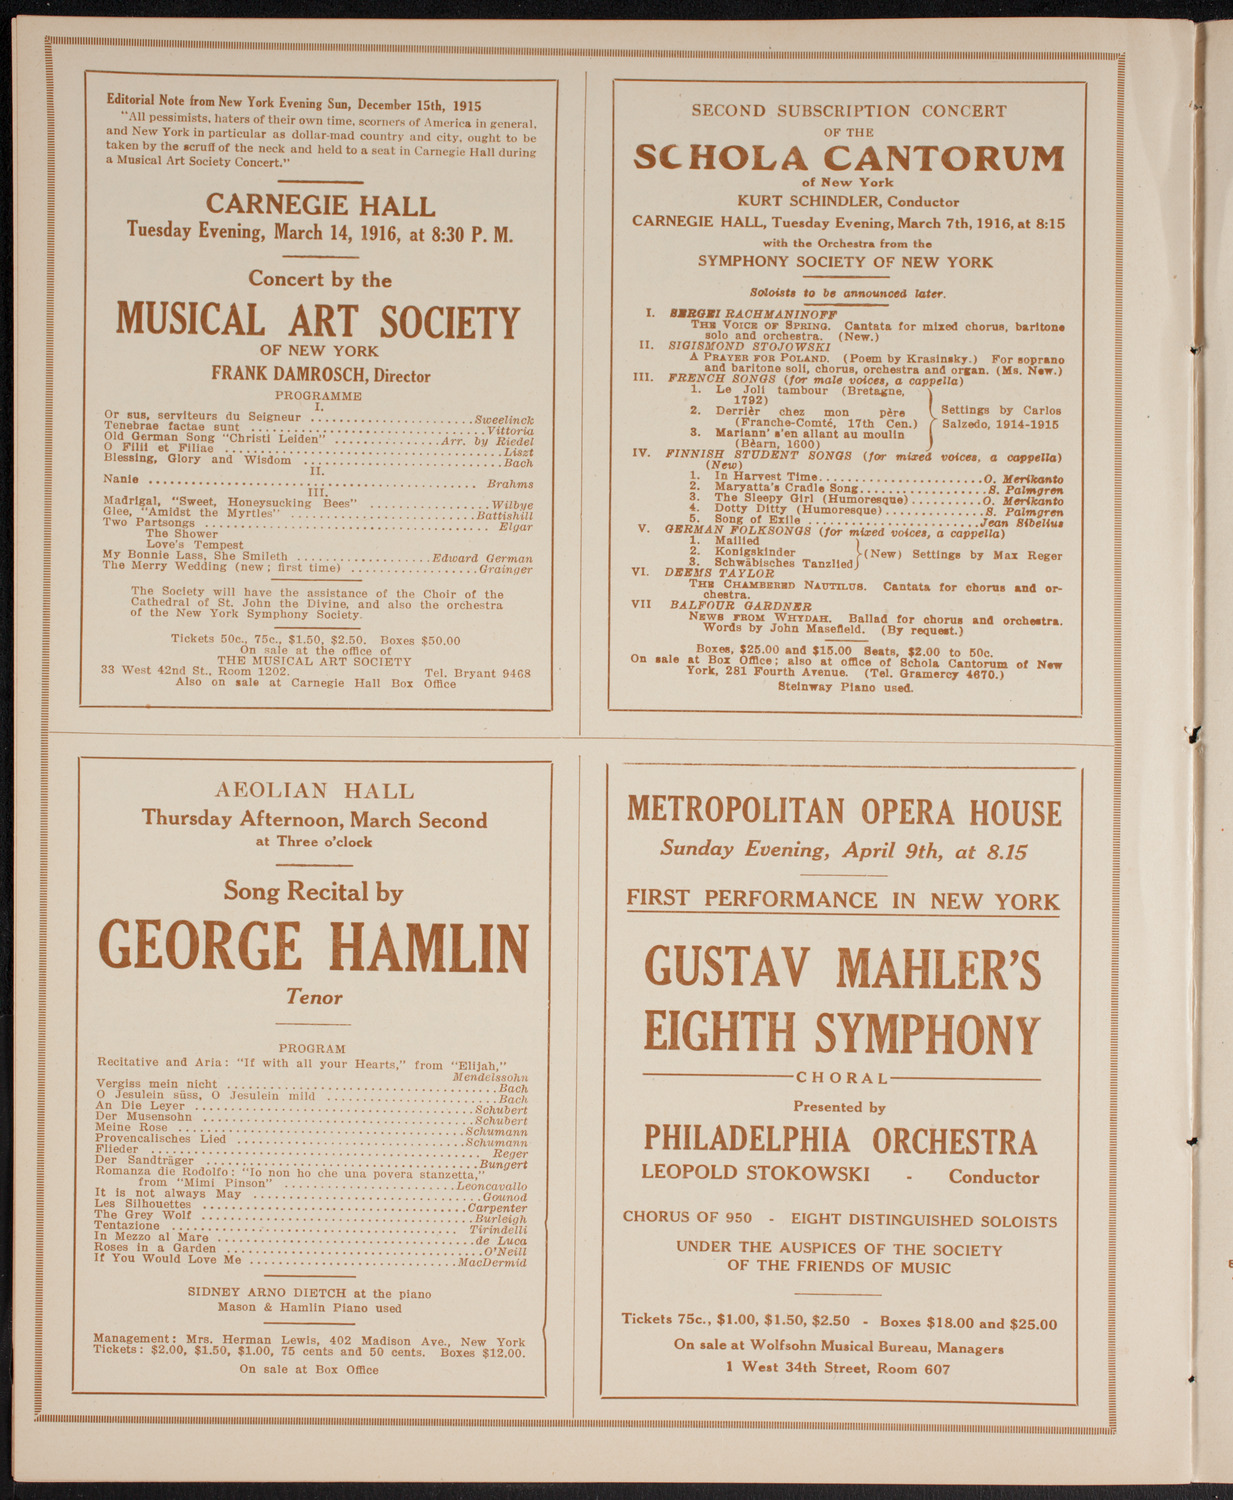 Editorial Note from New York Evening Sun, December 15th, 1915
"All pessimists, haters of their own time, scorners of America in general,
and New York in particular as dollar-mad country and city, ought to be
taken by the scruff of the neck and held to a seat in Carnegie Hall during
a Musical Art Society Concert."
CARNEGIE HALL
Tuesday Evening, March 14, 1916, at 8:30 P. M.
Concert by the
MUSICAL ART SOCIETY
OF NEW YORK
FRANK DAMROSCH, Director
PROGRAMME
I.
Or sus, serviteurs du Seigneur ........................Sweelinck
Tenebrae factae sunt ..................................Vittoria
Old German Song "Christi Leiden" ...............Arr. by Riedel
O Filii et Filiae ........................................Liszt
Blessing, Glory and Wisdom .............................Bach
II.
Nanie ................................................ Brahms
III.
Madrigal, "Sweet, Honeysucking Bees" .................Wilbye
Glee, "Amidst the Myrties" ...........................Battishill
Two Partsongs ..........................................Elgar
The Shower
Love's Tempest
My Bonnie Lass, She Smileth ...................Edward German
The Merry Wedding (new; first time) ..................Grainger
The Society will have the assistance of the Choir of the
Cathedral of St. John the Divine, and also the orchestra
of the New York Symphony Society.
Tickets 50c., 75c., $1.50, $2.50. Boxes $50.00
On sale at the office of
THE MUSICAL ART SOCIETY
33 West 42nd St., Room 1202. Tel. Bryant 9468
Also on sale at Carnegie Hall Box Office
SECOND SUBSCRIPTION CONCERT
OF THE
SCHOLA CANTORUM
of New York
KURT SCHINDLER, Conductor
CARNEGIE HALL, Tuesday Evening, March 7th, 1916, at 8:15
with the Orchestra from the
SYMPHONY SOCIETY OF NEW YORK
Soloists to be announced later.
I. SERGEI RACHMANINOFF
THE VOICE OF SPRING. Cantata for mixed chorus, baritone
solo and orchestra. (New.)
II. SIGISMOND STOJOWSKI
A PRAYER FOR POLAND. (Poem by Krasinsky.) For soprano
and baritone soli, chorus, orchestra and organ. (Ms. New.)
III. FRENCH SONGS (for male voices, a cappella)
1. Le Joli tambour (Bretagne,
1792)
2. Derrièr chez mon père
(Franche-Comté, 17th Cen.)
3. Mariann' s'en allant au moulin
(Bèarn, 1600)
Settings by Carlos
Salzedo, 1914-1915
IV. FINNISH STUDENT SONGS (for mixed voices, a cappella)
(New)
1. In Harvest Time.......................O. Merikanto
2. Maryatta's Cradle Song..................S. Palmgren
3. The Sleepy Girl (Humoresque)..........O. Merikanto
4. Dotty Ditty (Humoresque)..............S. Palmgren
5. Song of Exile ........................Jean Sibelius
V. GERMAN FOLKSONGS (for mixed voices, a cappella)
1. Mailied
2. Konigskinder
3. Schwäbisches Tanzlied
(New) Settings by Max Reger
VI. DEEMS TAYLOR
THE CHAMBERED NAUTILUS. Cantata for chorus and or-
chestra.
VII BALFOUR GARDNER
NEWS FROM WHYDAH. Ballad for chorus and orchestra.
Words by John Masefield. (By request.)
Boxes, $25.00 and $15.00 Seats, $2.00 to 50c.
On sale at Box Office; also at office of Schola Cantorum of New
York, 281 Fourth Avenue. (Tel. Gramercy 4670.)
Steinway Piano used.
AEOLIAN HALL
Thursday Afternoon, March Second
at Three o'clock
Song Recital by
GEORGE HAMLIN
Tenor
PROGRAM
Recitative and Aria: "If with all your Hearts," from "Elijah,"
Mendelssohn
Vergiss mein nicht ......................................Bach
O Jesulein süss, O Jesulein mild ........................Bach
An Die Leyer .......................................Schubert
Der Musensohn ......................................Schubert
Meine Rose .........................................Schumann
Provencalisches Lied ................................Schumann
Flieder ................................................ Reger
Der Sandträger ......................................Bungert
Romanza die Rodolfo: "Io non ho che una povera stanzetta,"
from "Mimi Pinson" .........................Leoncavallo
It is not always May .................................Gounod
Les Silhouettes ......................................Carpenter
The Grey Wolf .......................................Burleigh
Tentazione .......................................... Tirindelli
In Mezzo al Mare .....................................de Luca
Roses in a Garden .....................................O'Neill
If You Would Love Me .............................MacDermid
SIDNEY ARNO DIETCH at the piano
Mason & Hamlin Piano used
Management: Mrs. Herman Lewis, 402 Madison Ave., New York
Tickets: $2.00, $1.50, $1.00, 75 cents and 50 cents. Boxes $12.00.
On sale at Box Office
METROPOLITAN OPERA HOUSE
Sunday Evening, April 9th, at 8.15
FIRST PERFORMANCE IN NEW YORK
GUSTAV MAHLER'S
EIGHTH SYMPHONY
CHORAL
Presented by
PHILADELPHIA ORCHESTRA
LEOPOLD STOKOWSKI - Conductor
CHORUS OF 950 - EIGHT DISTINGUISHED SOLOISTS
UNDER THE AUSPICES OF THE SOCIETY
OF THE FRIENDS OF MUSIC
Tickets 75c., $1.00, $1.50, $2.50 - Boxes $18.00 and $25.00
On sale at Wolfsohn Musical Bureau, Managers
1 West 34th Street, Room 607